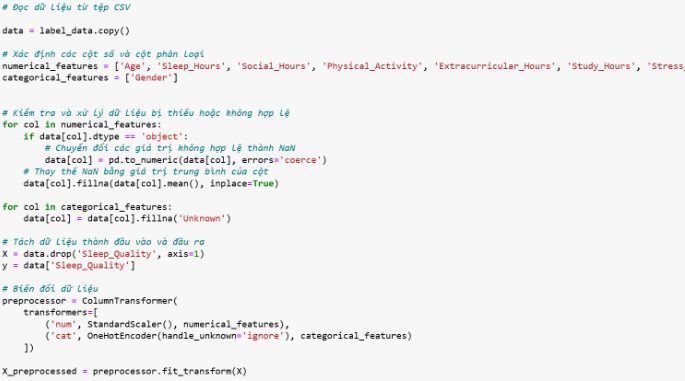 # Đọc dữ liệu từ tệp CSV
data = label_data.copy()
# Xác định các cột số và cột phân Loại
numerical_features = ['Age', 'Sleep_Hours', 'Social_Hours', 'Physical_Activity', 'Extracurricular_Hours', 'Study_Hours', 'Stress_
categorical_features = ['Gender']
# Kiểm tra và xử lý dữ liệu bị thiếu hoặc không hợp lệ
for col in numerical_features:
    if data[col].dtype == 'object':
        # Chuyển đổi các giá trị không hợp lệ thành NaN
        data[col] = pd.to_numeric(data[col], errors='coerce')
    # Thay thế NaN bằng giá trị trung bình của cột
    data[col].fillna(data[col].mean(), inplace=True)
for col in categorical_features:
    data[col] = data[col].fillna('Unknown')
# Tách dữ liệu thành đầu vào và đầu ra
X = data.drop('Sleep_Quality', axis=1)
y = data['Sleep_Quality']
# Biến đổi dữ liệu
preprocessor = ColumnTransformer(
    transformers=[
        ('num', StandardScaler(), numerical_features),
        ('cat', OneHotEncoder(handle_unknown='ignore'), categorical_features)
    ])
X_preprocessed = preprocessor.fit_transform(X)